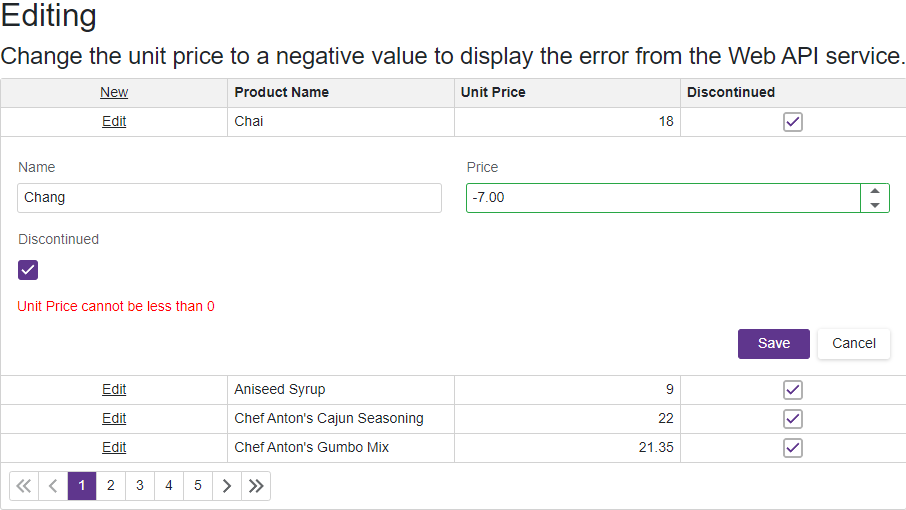 Editing
Change the unit price to a negative value to display the error from the Web API service.
New Product Name Unit Price Discontinued
Edit Chai 18
Name Price
Chang -7.00
Discontinued
Unit Price cannot be less than 0
Save Cancel
Edit Aniseed Syrup 9
Edit Chef Anton's Cajun Seasoning 22
Edit Chef Anton's Gumbo Mix 21.35
1 2 3 4 5